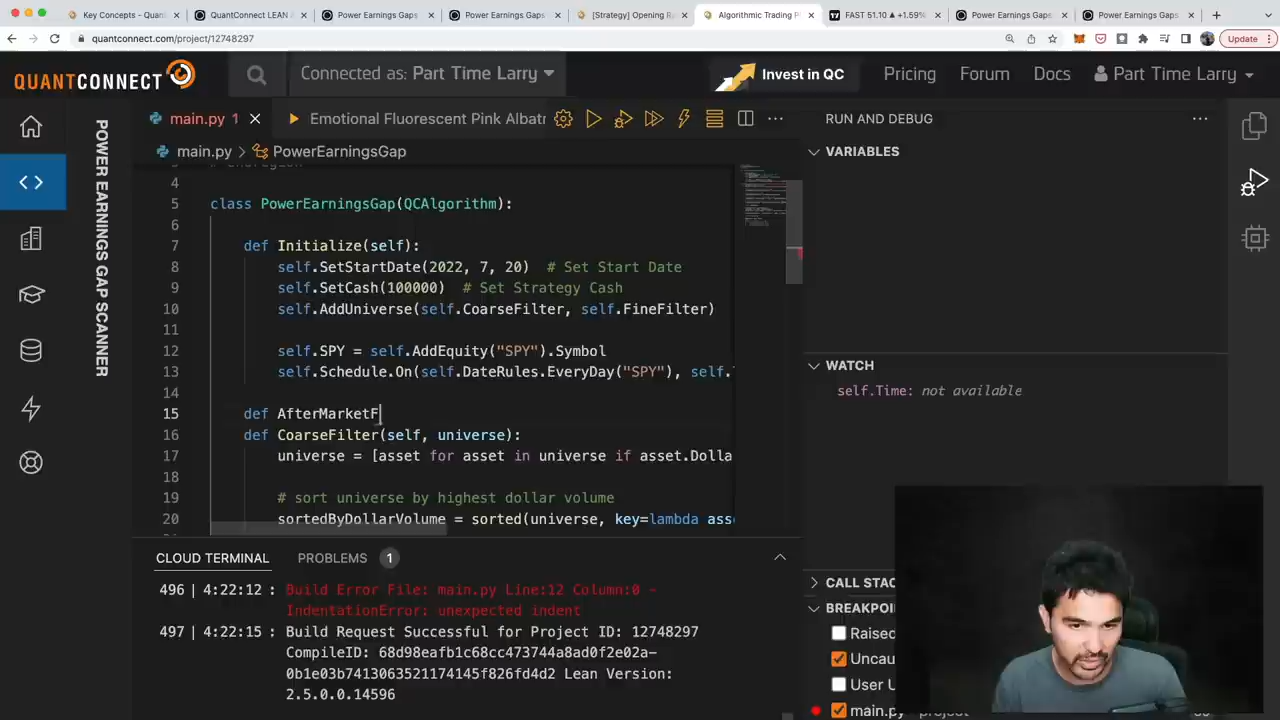 Key Concepts - Quan
QuantConnect LEAN A
Power Earnings Gaps
Power Earnings Gaps
[Strategy] Opening Ra
Algorithmic Trading P
FAST 51.10 ▲ +1.59%
Power Earnings Gaps
Power Earnings Gaps
quantconnect.com/project/12748297
Update
QUANTCONNECT
Connected as: Part Time Larry
Invest in QC
Pricing
Forum
Docs
Part Time Larry
POWER EARNINGS GAP SCANNER
main.py 1
Emotional Fluorescent Pink Albatr
RUN AND DEBUG
main.py > PowerEarningsGap
VARIABLES
4
5 class PowerEarningsGap(QCAlgorithm):
6
7 def Initialize(self):
8 self.SetStartDate(2022, 7, 20) # Set Start Date
9 self.SetCash(100000) # Set Strategy Cash
10 self.AddUniverse(self.CoarseFilter, self.FineFilter)
11
12 self.SPY = self.AddEquity("SPY").Symbol
13 self.Schedule.On(self.DateRules.EveryDay("SPY"), self.
14
15 def AfterMarketF
16 def CoarseFilter(self, universe):
17 universe = [asset for asset in universe if asset.Dolla
18
19 # sort universe by highest dollar volume
20 sortedByDollarVolume = sorted(universe, key=lambda ass
WATCH
self.Time: not available
CLOUD TERMINAL
PROBLEMS 1
496 | 4:22:12 : Build Error File: main.py Line:12 Column:0 -
IndentationError: unexpected indent
497 | 4:22:15 : Build Request Successful for Project ID: 12748297
CompileID: 68d98eafb1c68cc473744a8ad0f2e02a-
0b1e03b7413063521174145f826fd4d2 Lean Version:
2.5.0.0.14596
CALL STAC
BREAKPOI
Raised
Uncau
User U
main.py